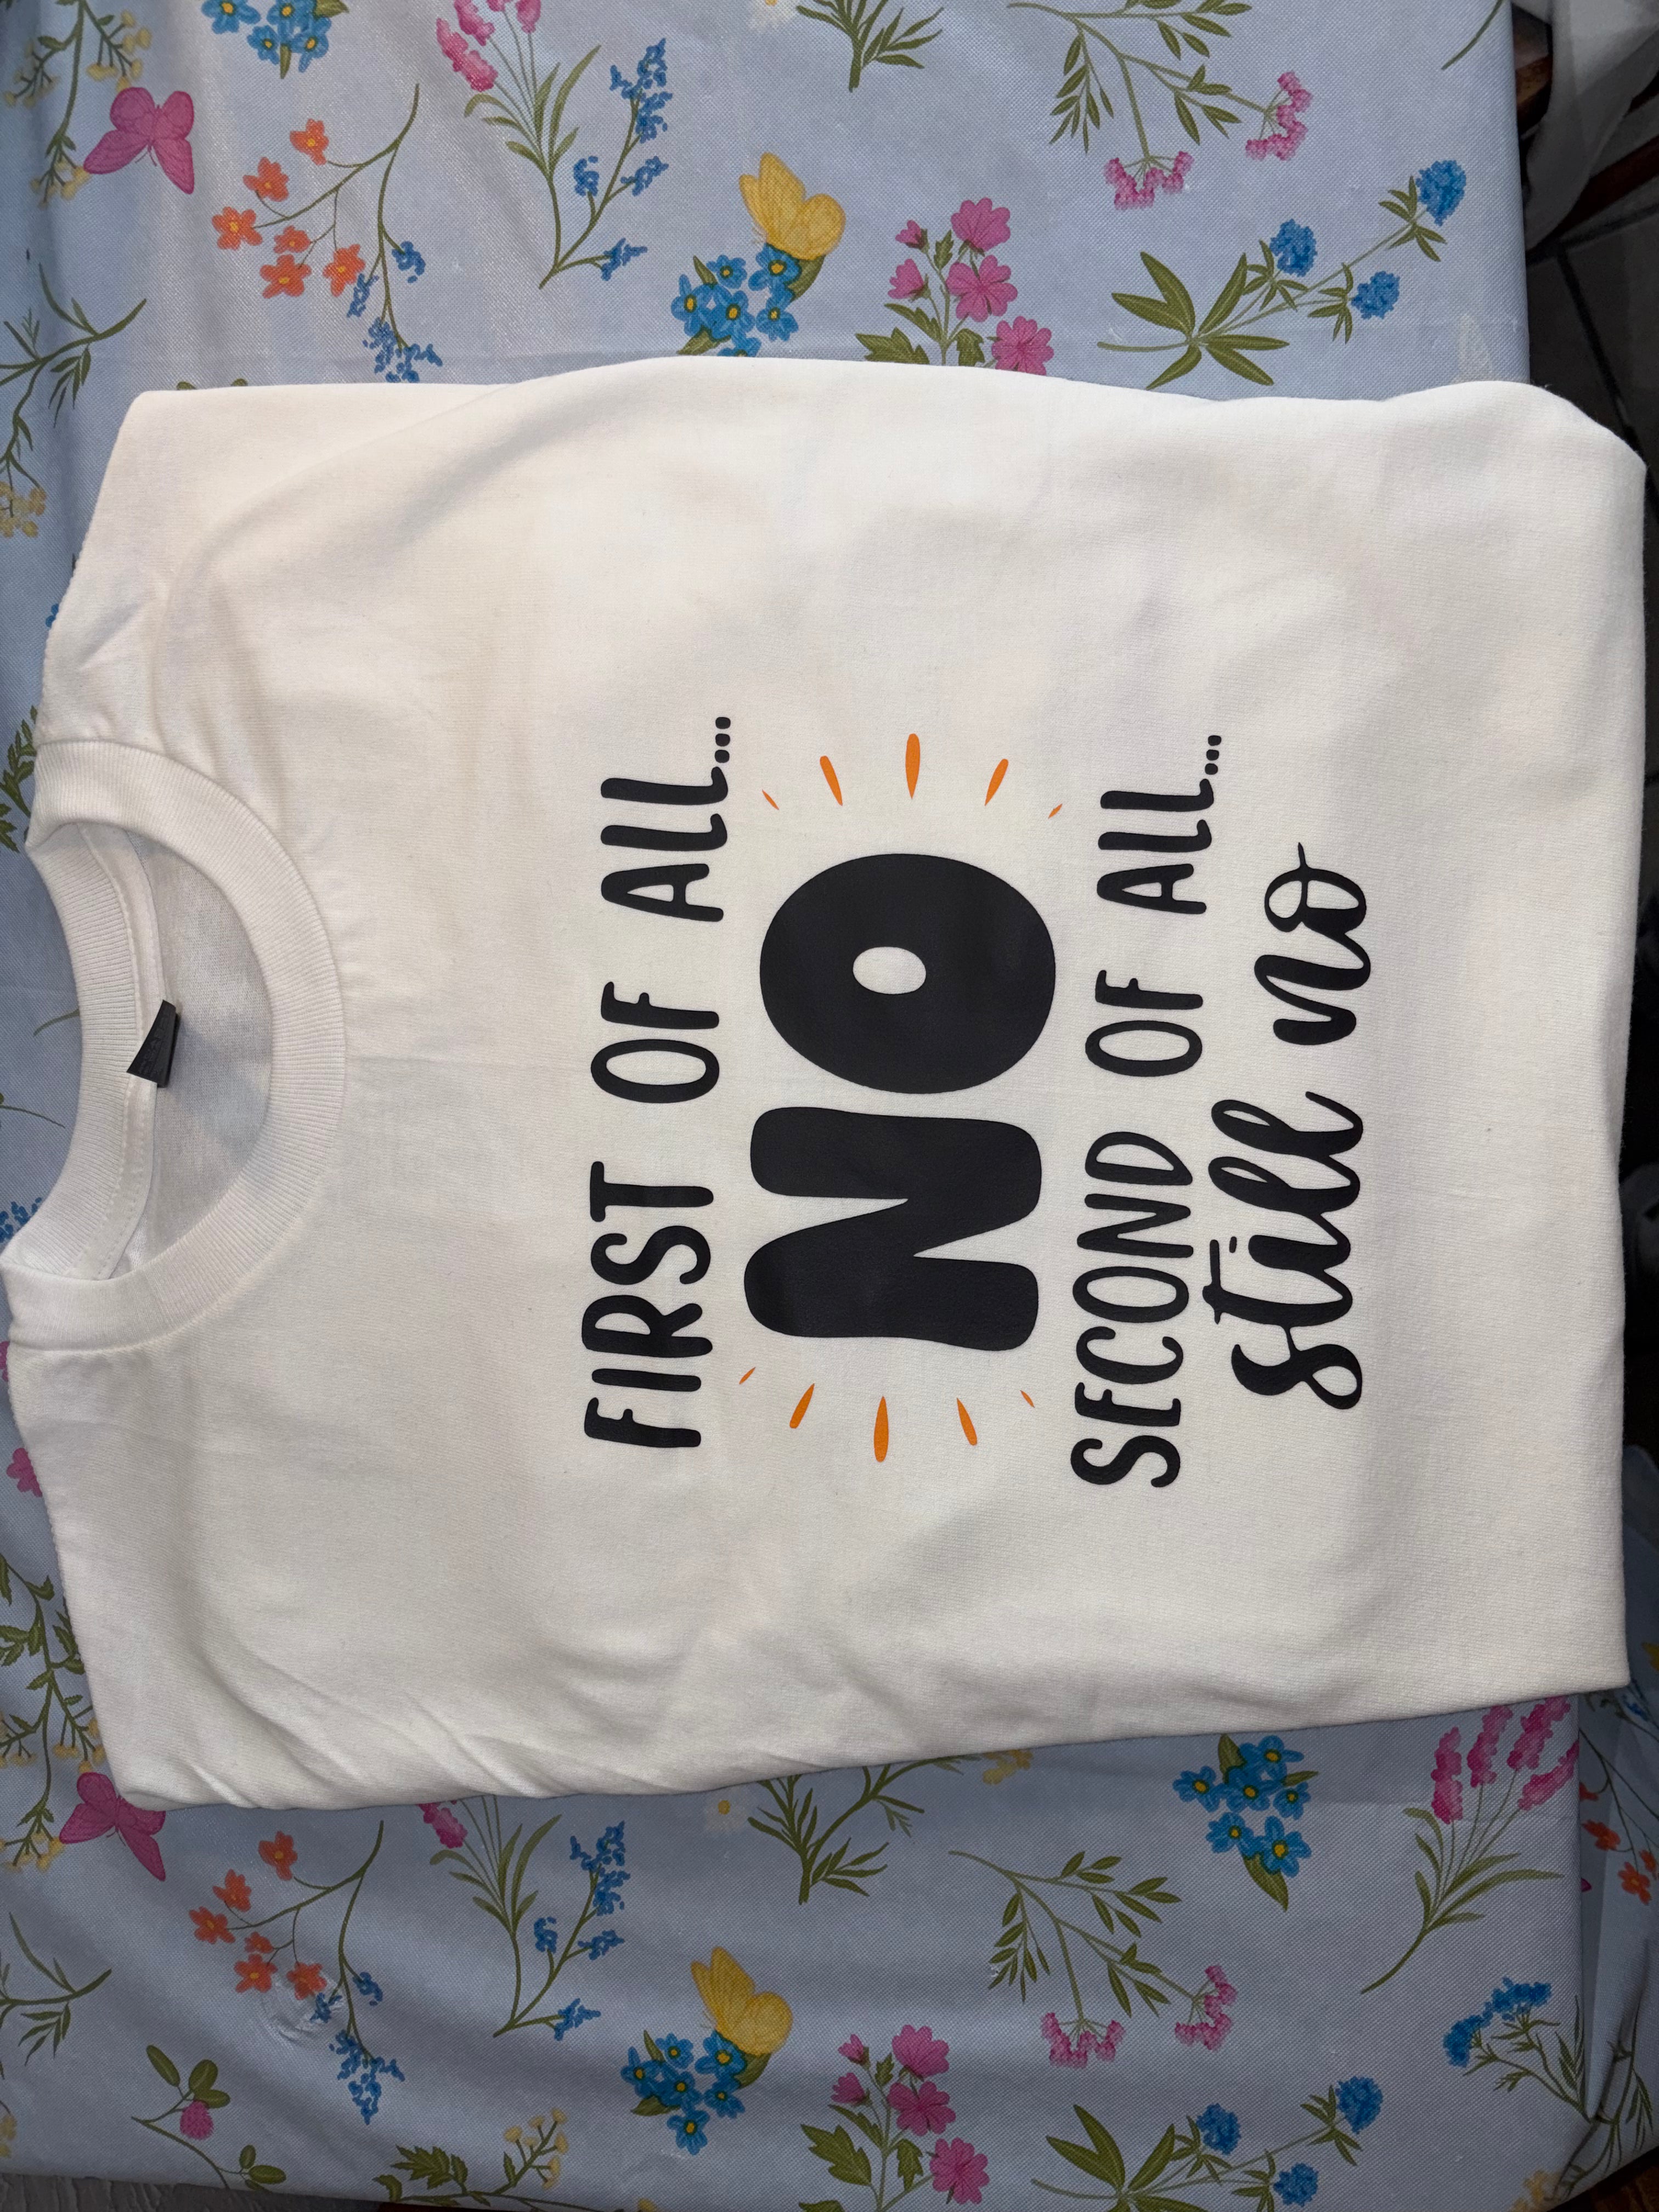 FIRST OF ALL...
NO
SECOND OF ALL...
still no